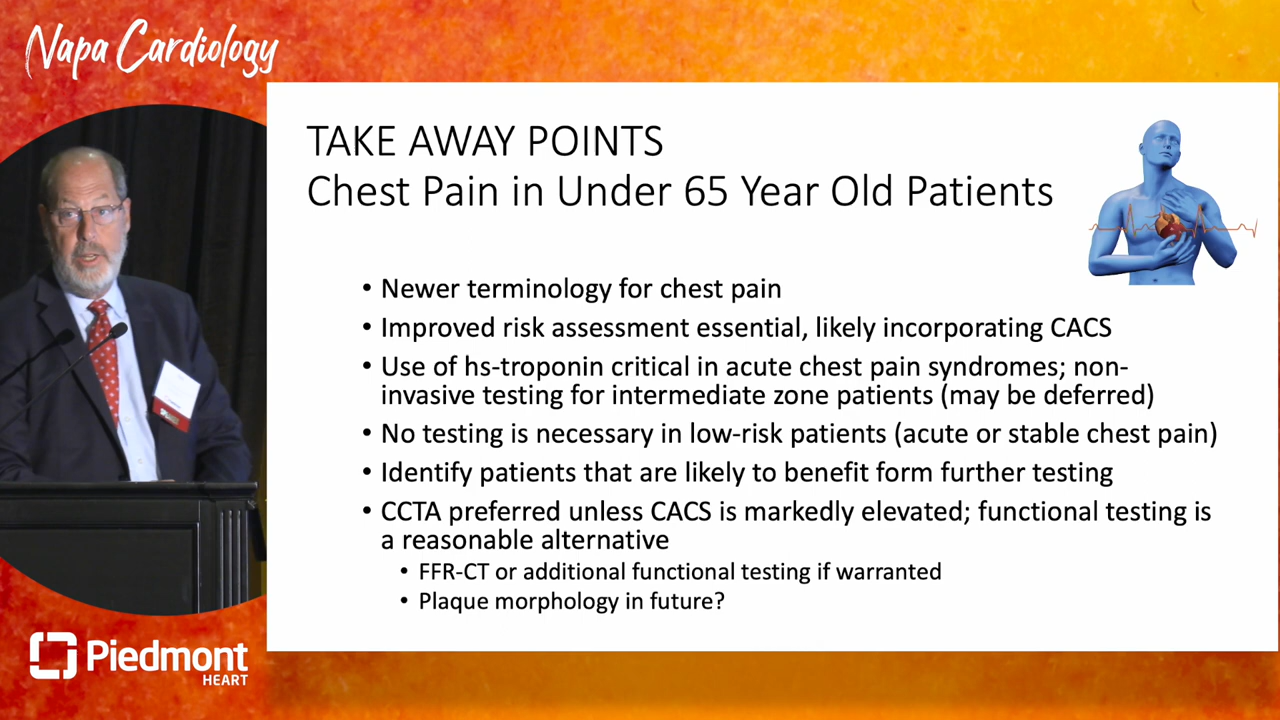 Napa Cardiology
TAKE AWAY POINTS
Chest Pain in Under 65 Year Old Patients
• Newer terminology for chest pain
• Improved risk assessment essential, likely incorporating CACS
• Use of hs-troponin critical in acute chest pain syndromes; non-
invasive testing for intermediate zone patients (may be deferred)
• No testing is necessary in low-risk patients (acute or stable chest pain)
• Identify patients that are likely to benefit form further testing
• CCTA preferred unless CACS is markedly elevated; functional testing is
a reasonable alternative
• FFR-CT or additional functional testing if warranted
• Plaque morphology in future?
Piedmont
HEART